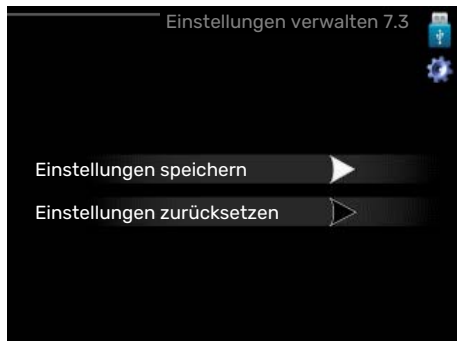 Einstellungen verwalten 7.3
Einstellungen speichern
Einstellungen zurücksetzen